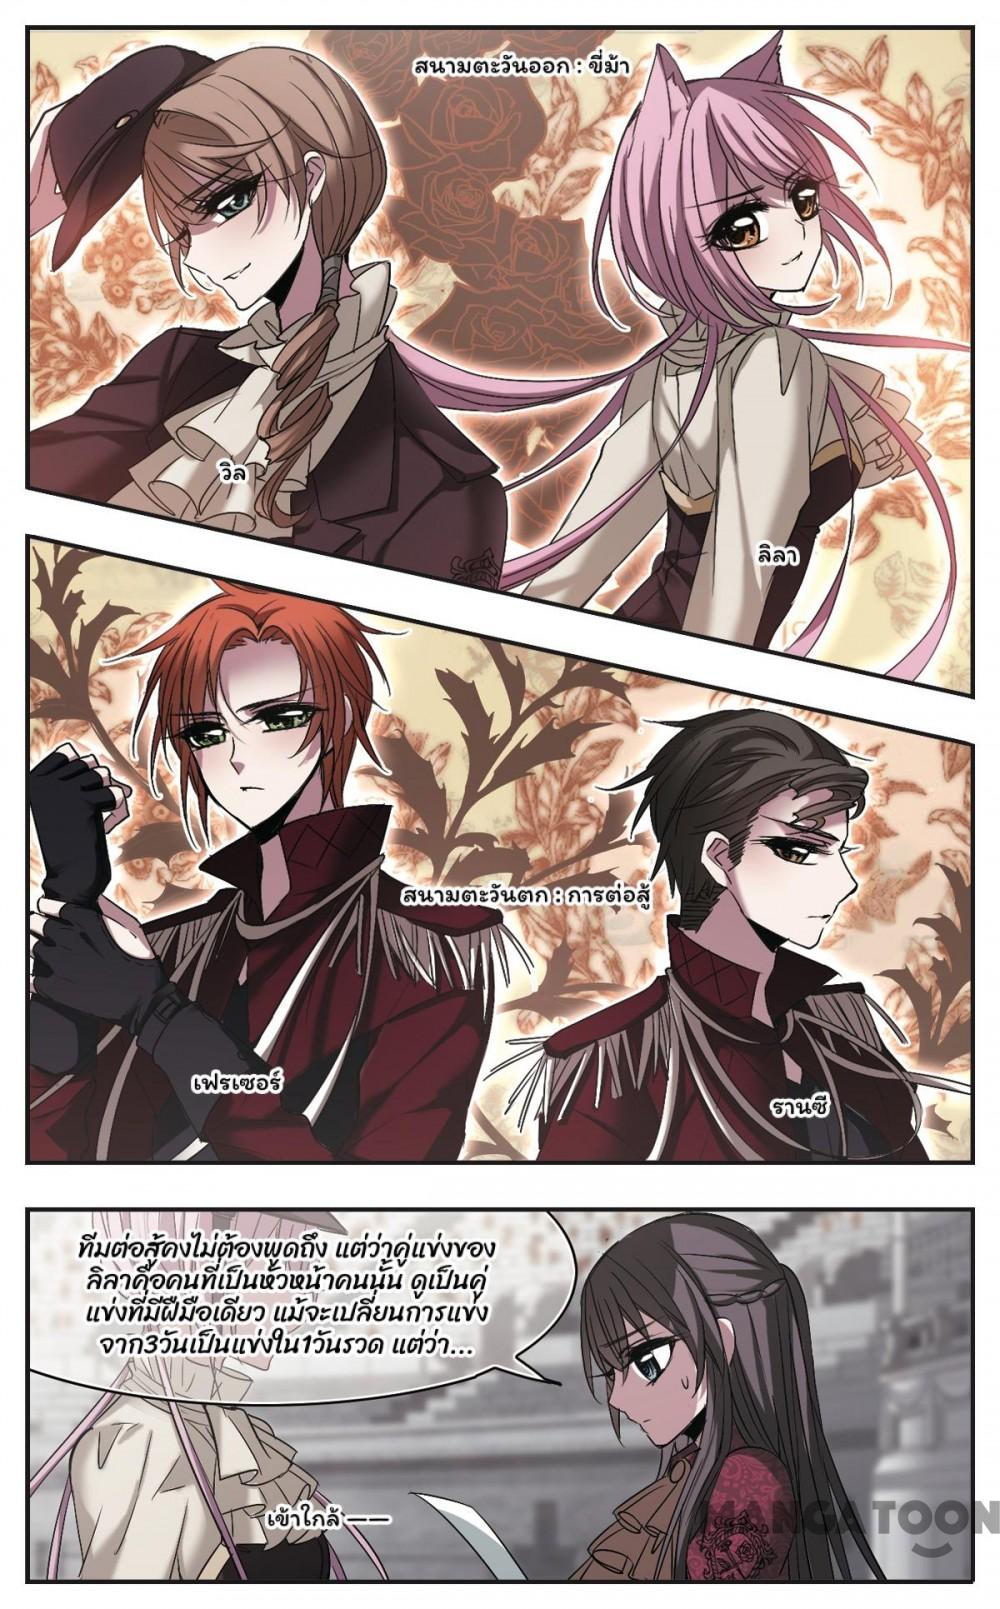 สนามตะวันออก : ขี่ม้า
วิล
ลิลา
สนามตะวันตก : การต่อสู้
เฟรเซอร์
รานซี
ทีมต่อสู้คงไม่ต้องพูดถึง แต่ว่าคู่แข่งของ
ลิลาคือคนที่เป็นหัวหน้าคนนั้น ดูเป็นคู่
แข่งที่มีฝีมือเดียว แม้จะเปลี่ยนการแข่ง
จาก3วันเป็นแข่งใน1วันรวด แต่ว่า...
เข้าใกล้ ——
MANGATOON